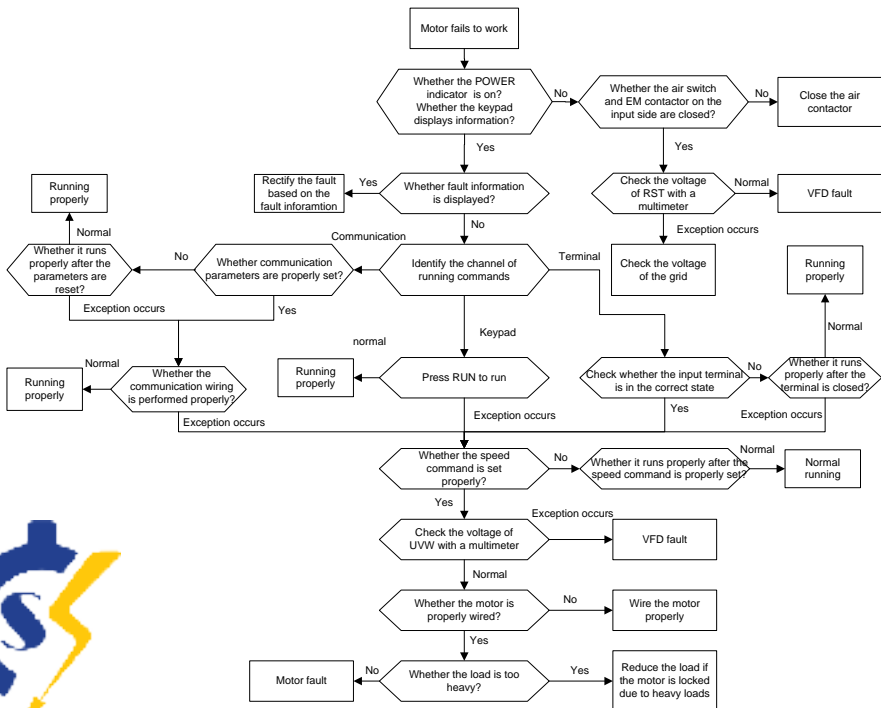 Motor fails to work
Whether the POWER
indicator is on?
Whether the keypad
displays information?
No
Whether the air switch
and EM contactor on the
input side are closed?
No
Close the air
contactor
Yes
Yes
Running
properly
Rectify the fault
based on the
fault inforamtion
Yes
Whether fault information
is displayed?
Check the voltage
of RST with a
multimeter
Normal
VFD fault
Normal
No
Exception occurs
Communication
Whether it runs
properly after the
parameters are
reset?
No
Whether communication
parameters are properly set?
Identify the channel of
running commands
Terminal
Check the voltage
of the grid
Running
properly
Exception occurs
Yes
Keypad
Normal
normal
Running
properly
Normal
Whether the
communication wiring
is performed properly?
Running
properly
Press RUN to run
Check whether the input terminal
is in the correct state
No
Whether it runs
properly after the
terminal is closed?
Exception occurs
Exception occurs
Yes
Exception occurs
Whether the speed
command is set
properly?
No
Whether it runs properly after the
speed command is properly set?
Normal
Normal
running
Yes
Exception occurs
Check the voltage of
UVW with a multimeter
VFD fault
Normal
Whether the motor is
properly wired?
No
Wire the motor
properly
Yes
Motor fault
No
Whether the load is too
heavy?
Yes
Reduce the load if
the motor is locked
due to heavy loads
S